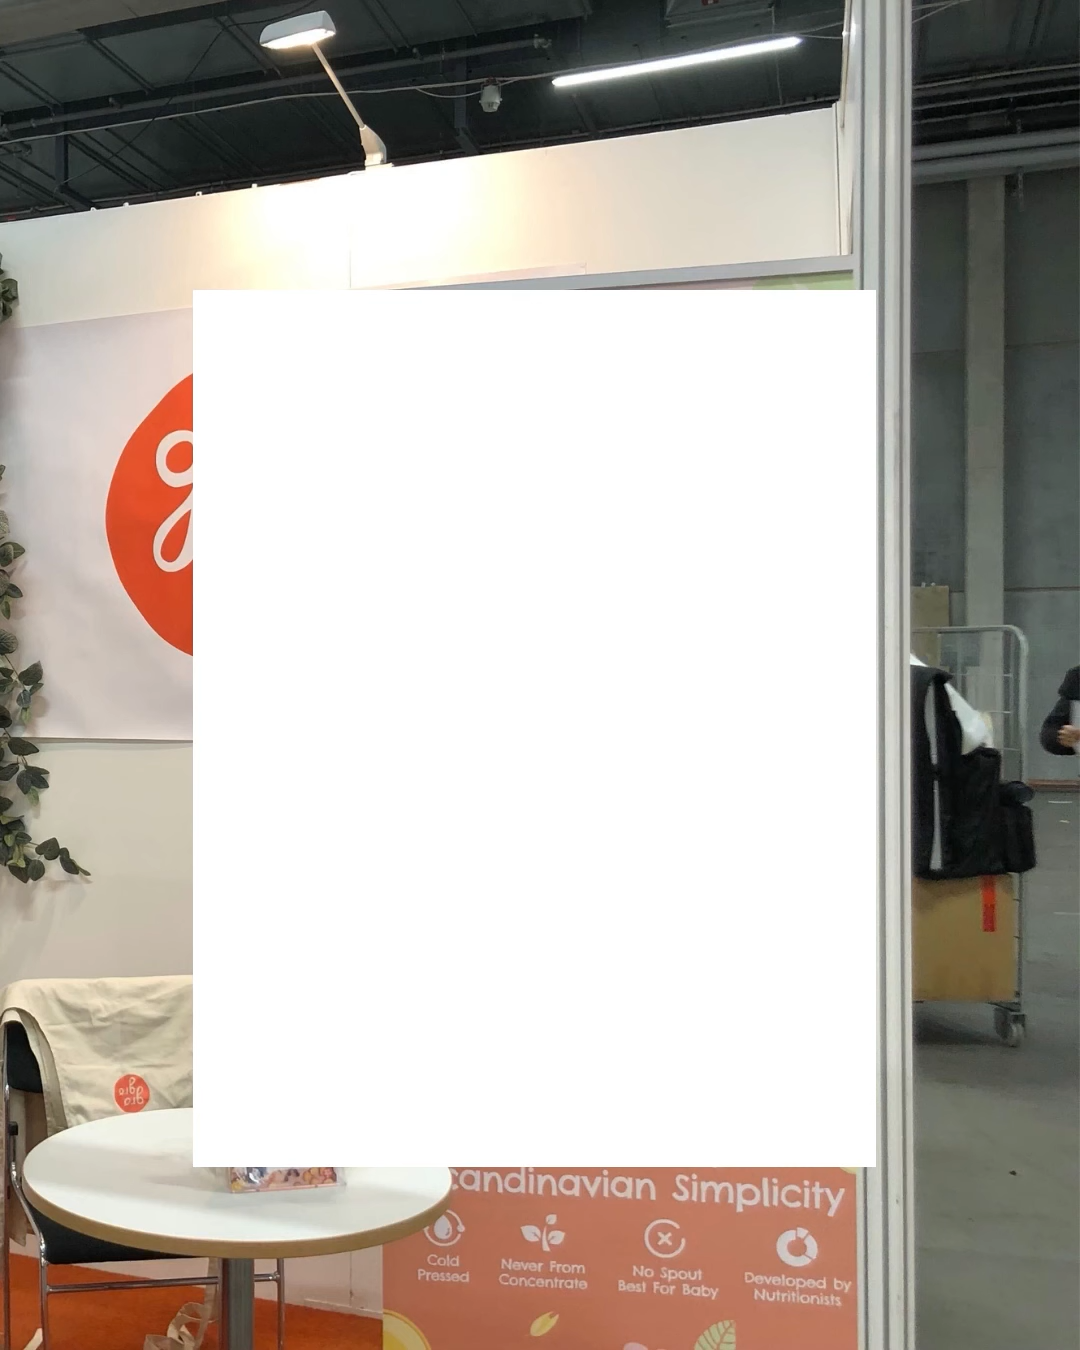 candinavian Simplicity
Cold
Pressed
Never From
Concentrate
No Spout
Best For Baby
Developed by
Nutritionists